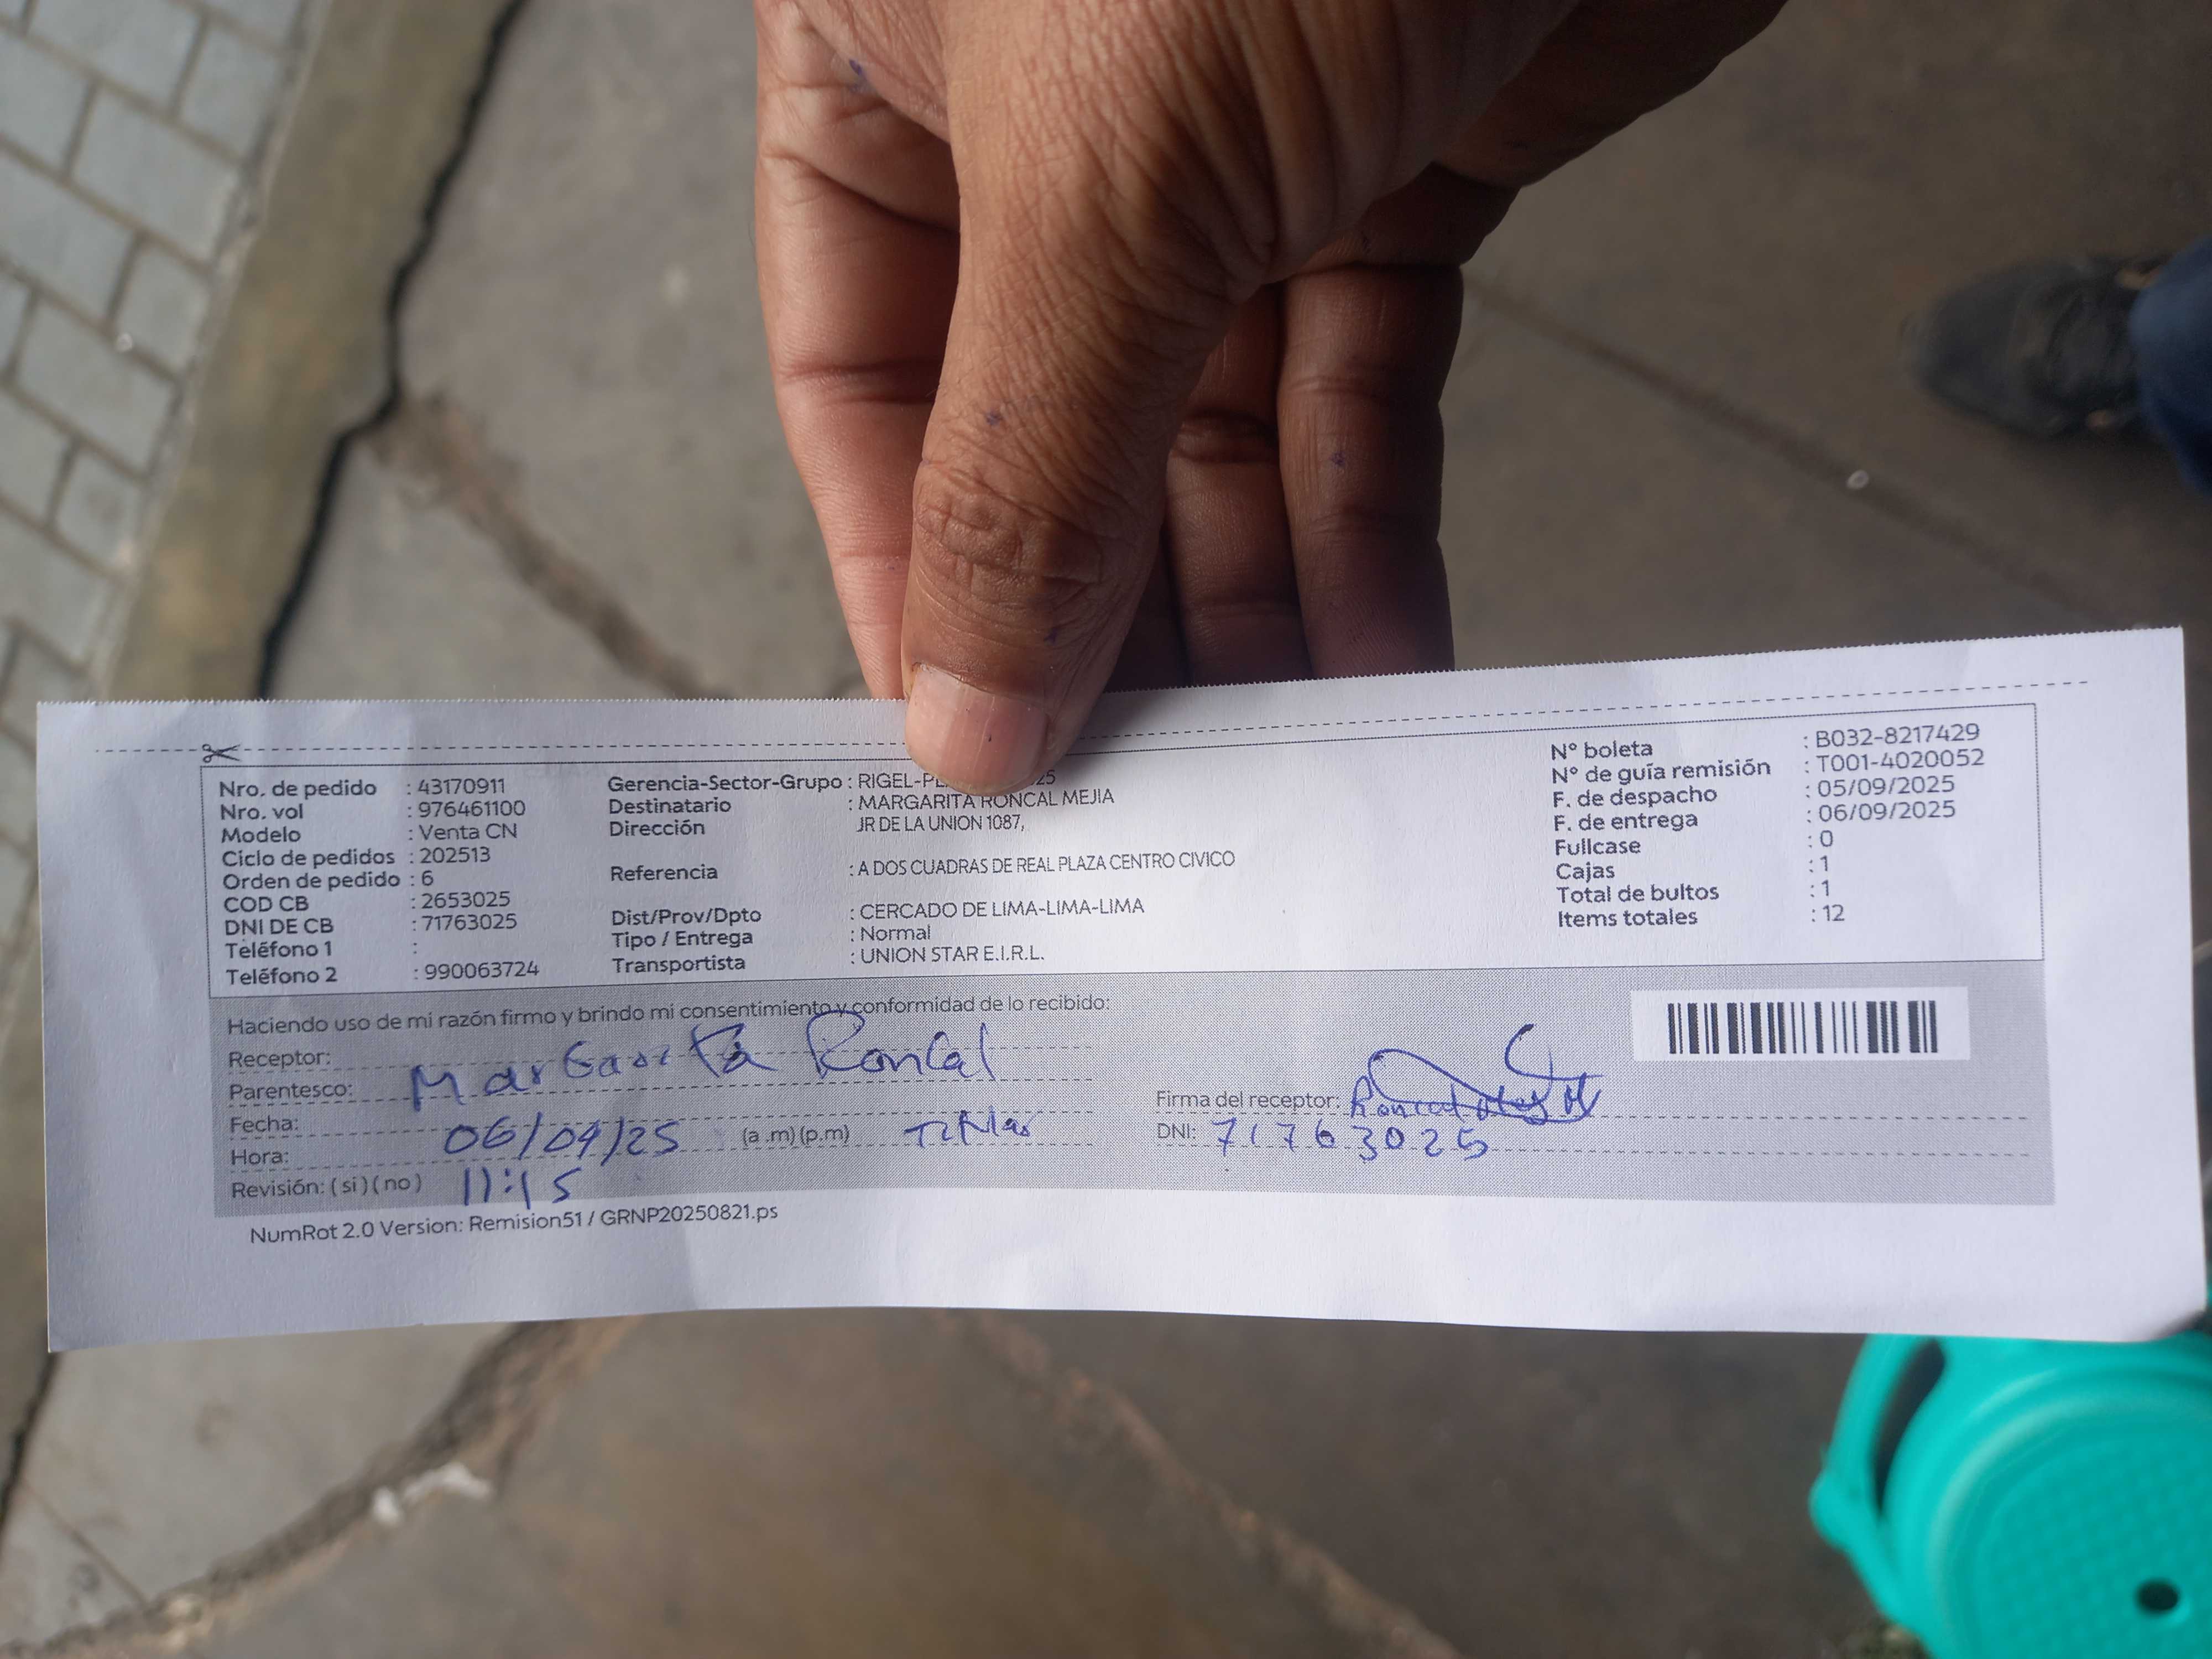 Nro. de pedido : 43170911
Nro. vol : 976461100
Modelo : Venta CN
Ciclo de pedidos : 202513
Orden de pedido : 6
COD CB : 2653025
DNI DE CB : 71763025
Teléfono 1 :
Teléfono 2 : 990063724
Gerencia-Sector-Grupo : RIGEL-
Destinatario : MARGARITA RONCAL MEJIA
Dirección JR DE LA UNION 1087,
Referencia : A DOS CUADRAS DE REAL PLAZA CENTRO CIVICO
Dist/Prov/Dpto : CERCADO DE LIMA-LIMA-LIMA
Tipo / Entrega : Normal
Transportista : UNION STAR E.I.R.L.
N° boleta : B032-8217429
N° de guía remisión : T001-4020052
F. de despacho : 05/09/2025
F. de entrega : 06/09/2025
Fullcase : 0
Cajas : 1
Total de bultos : 1
Items totales : 12
Haciendo uso de mi razón firmo y brindo mi consentimiento y conformidad de lo recibido:
Receptor: Margarita Roncal
Parentesco:
Fecha: 06/09/25 (a .m)(p.m)
Hora: 11:15
Revisión: ( si ) ( no )
Firma del receptor: Roncal
DNI: 71763025
NumRot 2.0 Version: Remision51 / GRNP20250821.ps